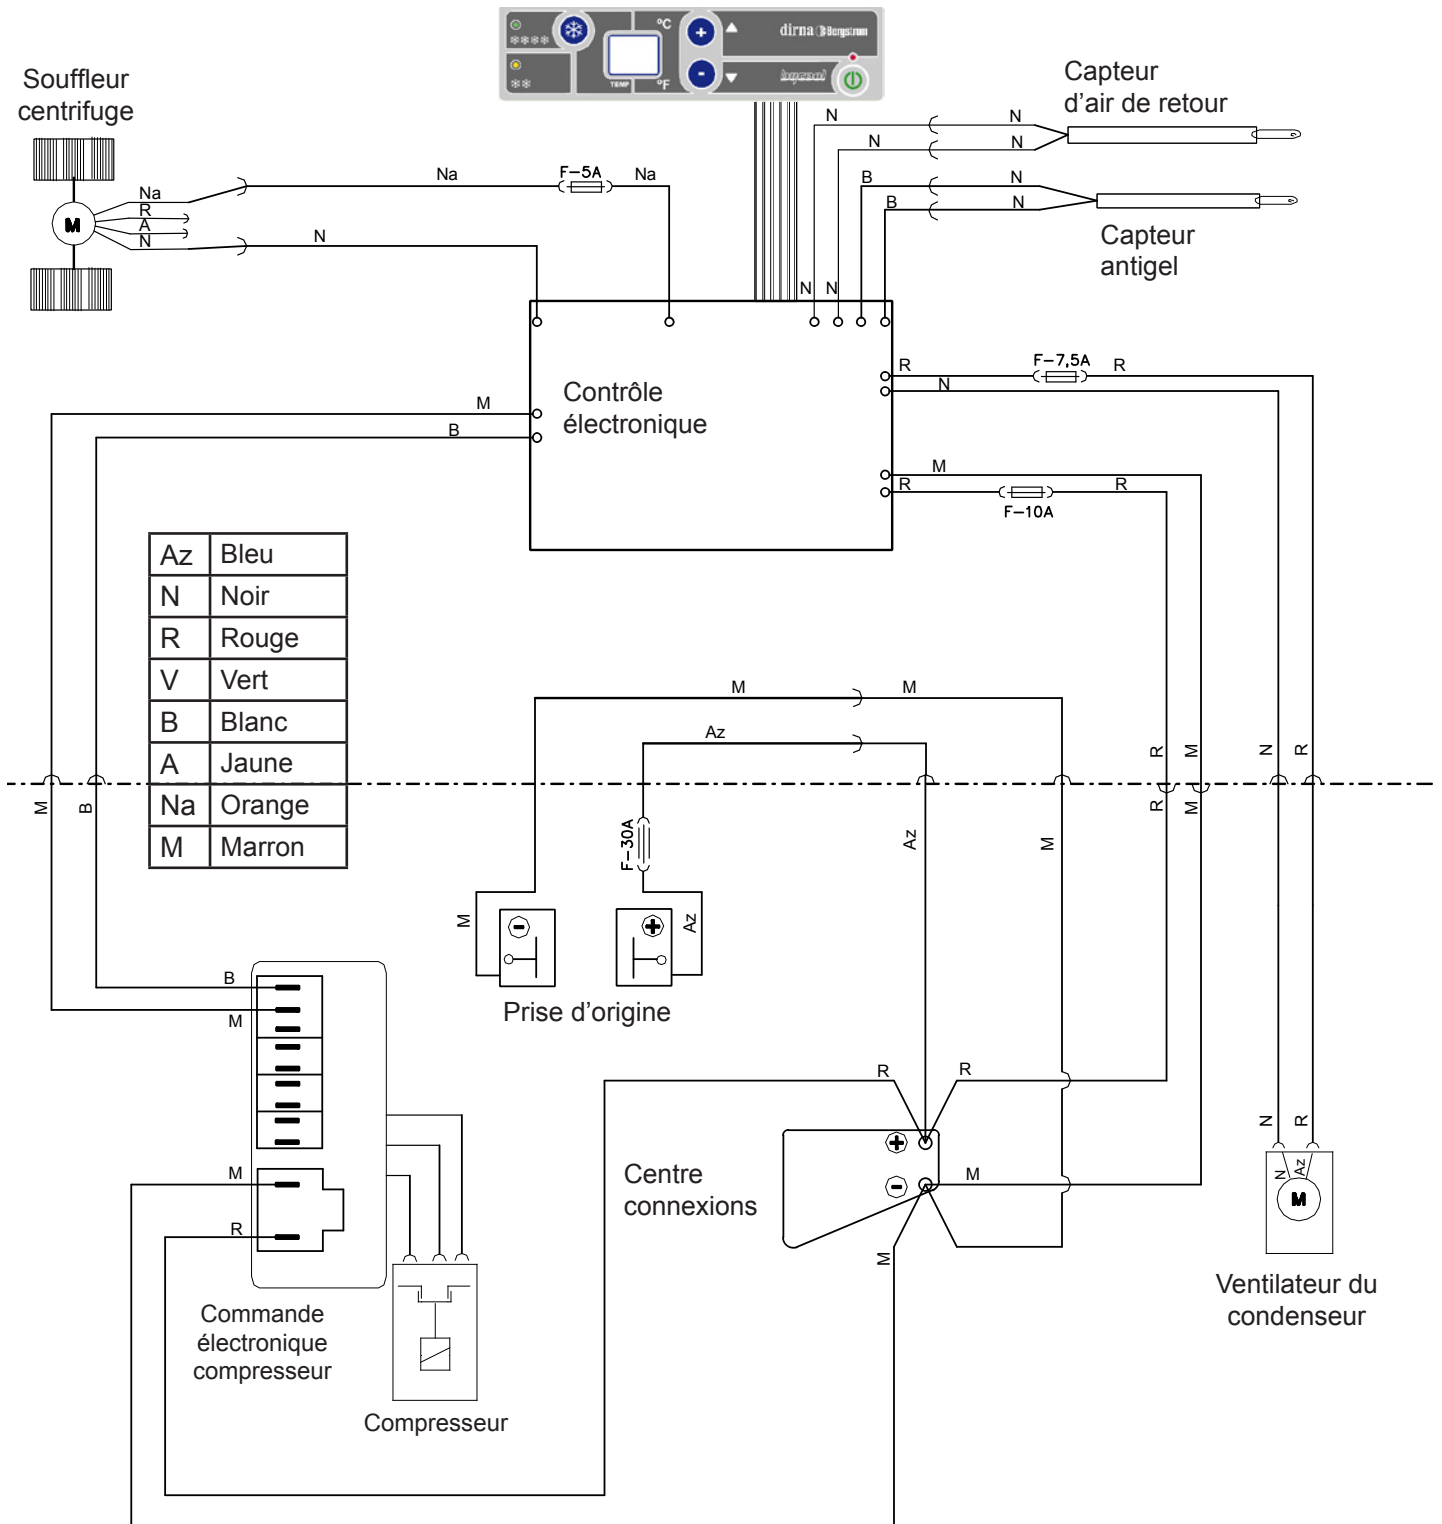 °C
dirna Bergstrom
TEMP
°F
bycool
Souffleur
centrifuge
Capteur
d'air de retour
Capteur
antigel
Na
R
A
N
M
Na
F-5A
Na
N
N
N
N
N
B
N
B
N
N
N
Contrôle
électronique
R
F-7,5A
R
N
M
B
M
R
F-10A
R
Az
Bleu
N
Noir
R
Rouge
V
Vert
B
Blanc
A
Jaune
Na
Orange
M
Marron
M
M
Az
R
M
N
R
M
B
R
M
F-30A
Az
M
M
-
+
Az
Prise d'origine
B
M
M
R
Commande
électronique
compresseur
Compresseur
R
R
Centre
connexions
+
-
M
M
N
R
N
Az
M
Ventilateur du
condenseur